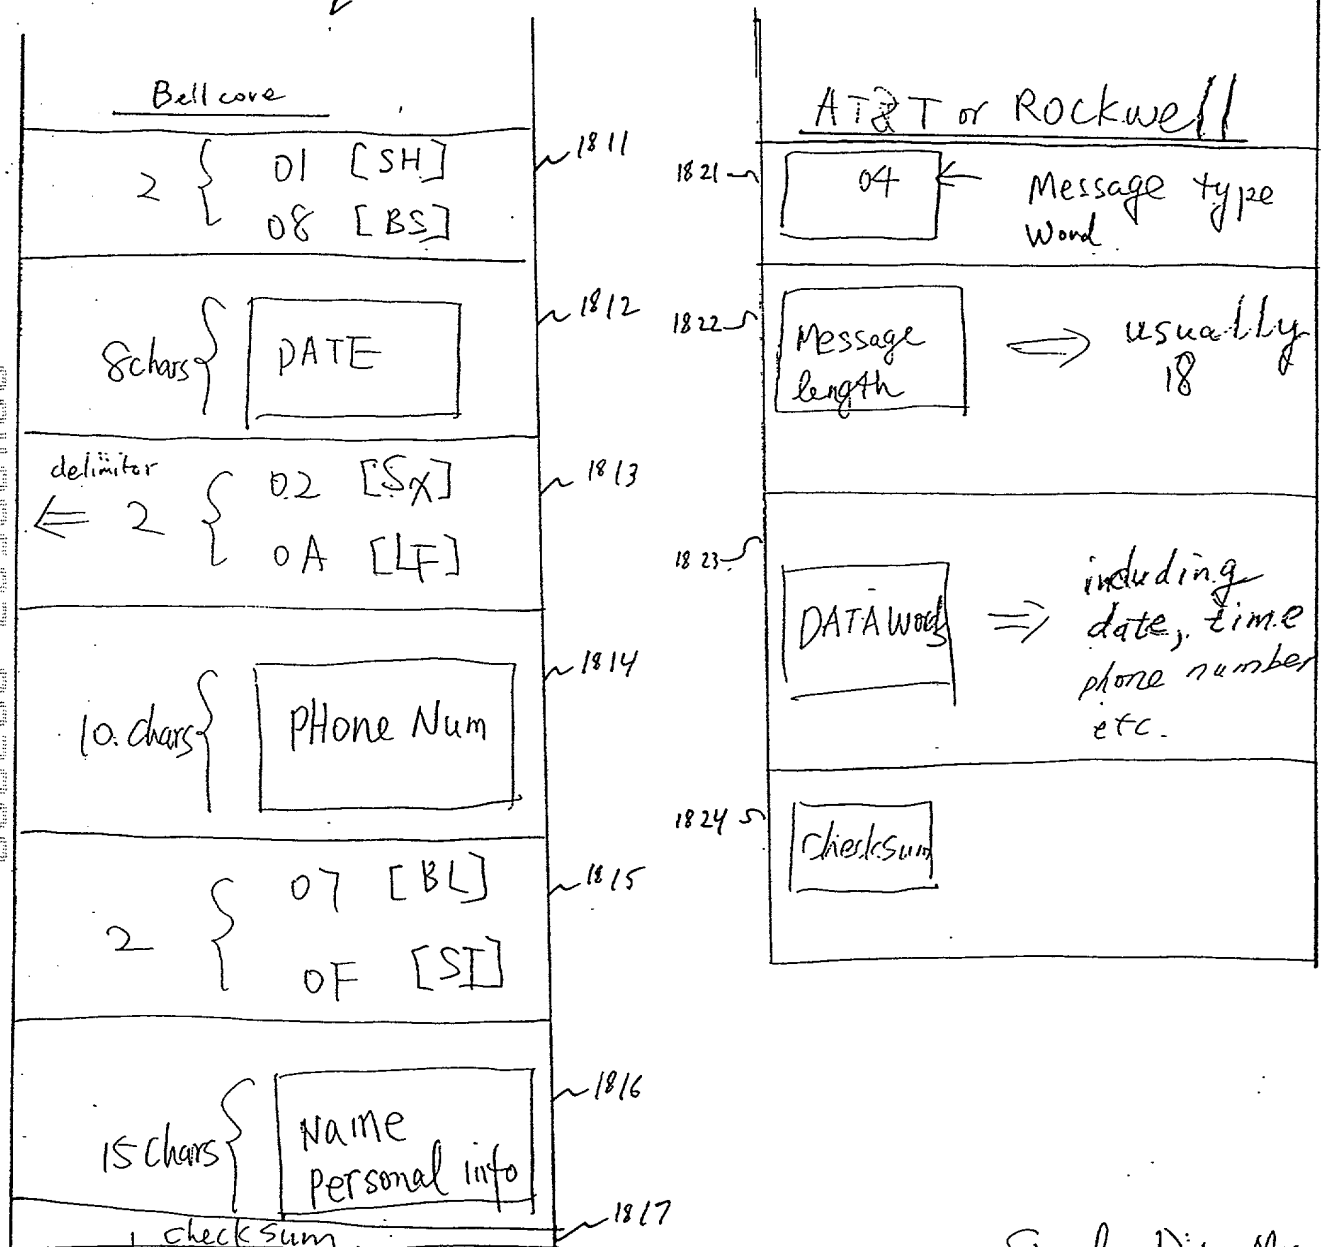 Bellcore
2 { 01 [SH] 1811
08 [BS]
8chars { DATE 1812
delimitor
⇐ 2 { 02 [SX] 1813
0A [LF]
10. chars { PHone Num 1814
2 { 07 [BL] 1815
0F [SI]
15 chars { Name 1816
personal info
1 checksum 1817
AT&T or Rockwell
1821 04 ← Message type
Word
1822 Message length ⇒ usually
18
1823 DATA Words ⇒ including
date, time
phone number
etc.
1824 checksum